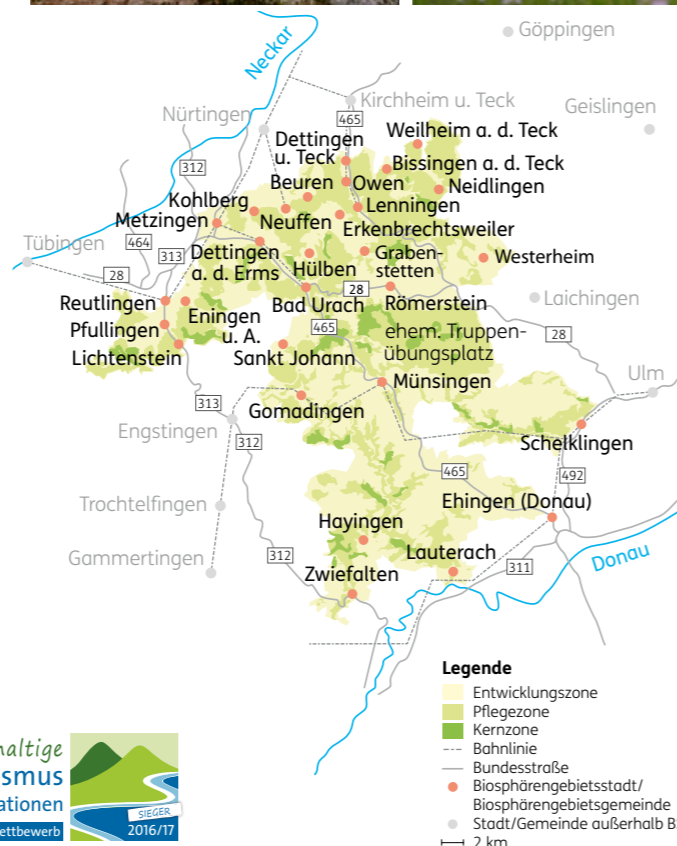 Göppingen
Neckar
Kirchheim u. Teck
Geislingen
Nürtingen
465
Weilheim a. d. Teck
Dettingen
u. Teck
Bissingen a. d. Teck
312
Beuren
Owen
Neidlingen
Kohlberg
Lenningen
Metzingen
Neuffen
Erkenbrechtsweiler
Tübingen
464
313
Dettingen
a. d. Erms
Graben-
stetten
Westerheim
28
Hülben
Reutlingen
Bad Urach
28
Römerstein
Laichingen
Pfullingen
Eningen
u. A.
465
ehem. Truppen-
übungsplatz
28
Lichtenstein
Sankt Johann
Münsingen
Ulm
313
Gomadingen
Engstingen
312
Schelklingen
465
492
Trochtelfingen
Ehingen (Donau)
Hayingen
Gammertingen
312
Lauterach
Donau
Zwiefalten
311
Legende
Entwicklungszone
Pflegezone
Kernzone
Bahnlinie
Bundesstraße
Biosphärengebietsstadt/
Biosphärengebietsgemeinde
Stadt/Gemeinde außerhalb
2 km
haltige
smus
ationen
ettbewerb
SIEGER
2016/17